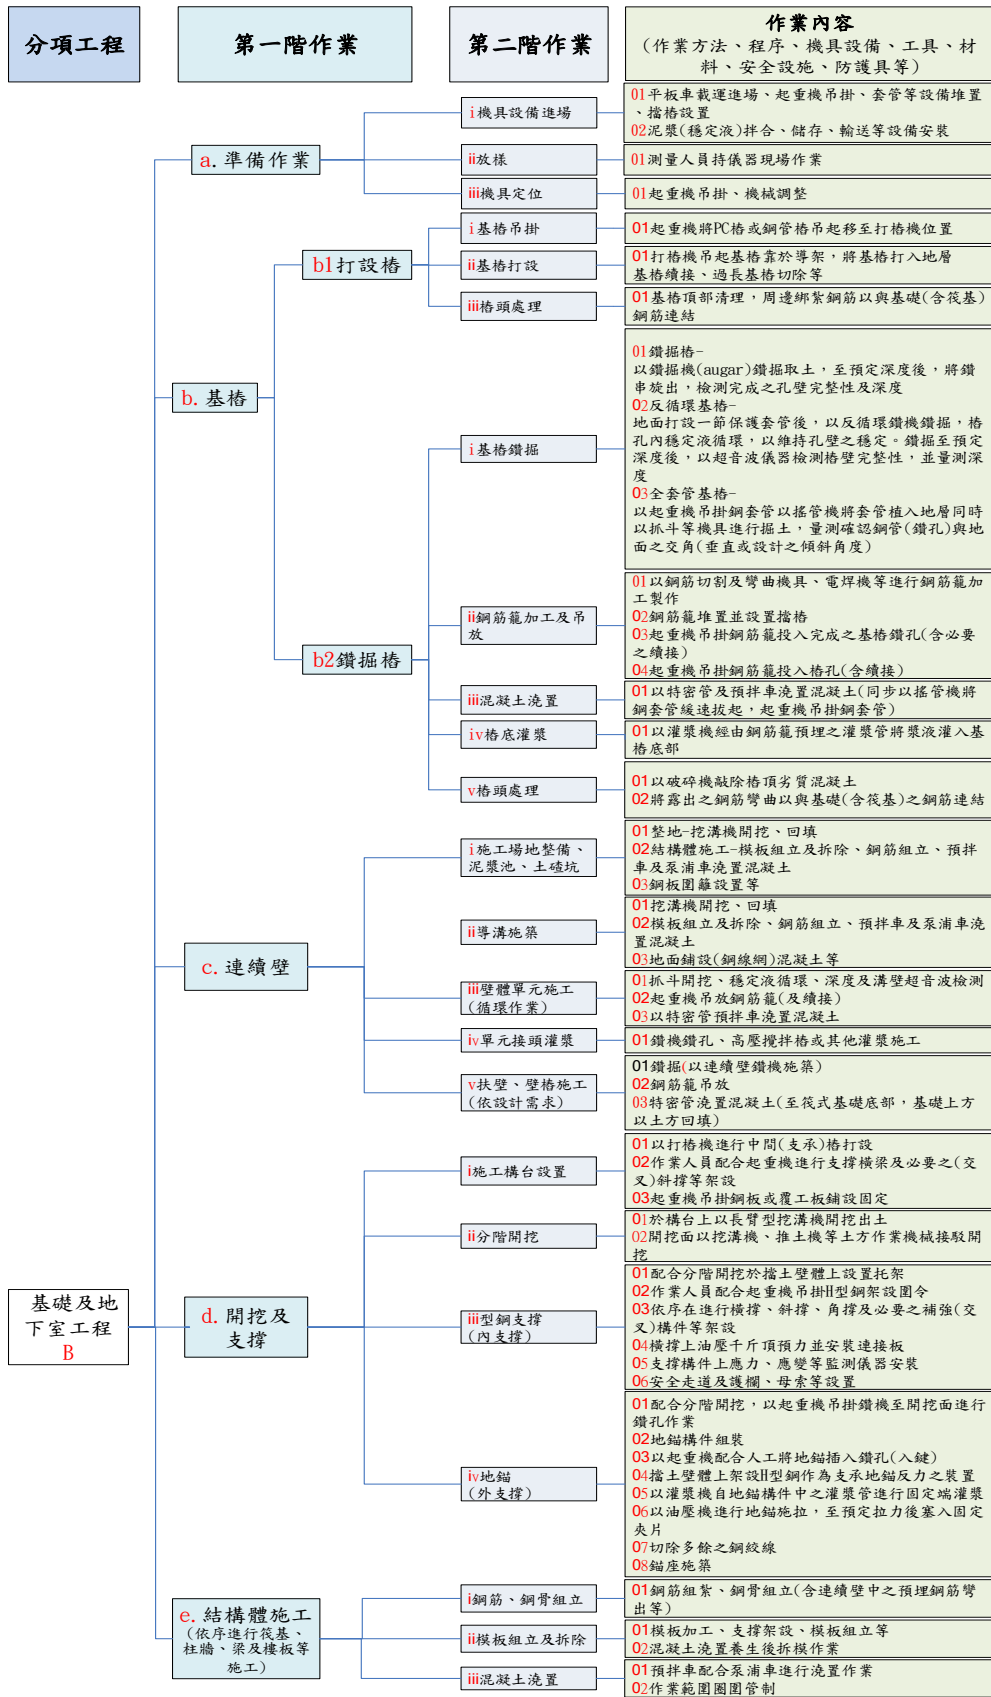 分項工程
第一階作業
第二階作業
作業內容
(作業方法、程序、機具設備、工具、材
料、安全設施、防護具等)
基礎及地
下室工程
B
a. 準備作業
i 機具設備進場
01平板車載運進場、起重機吊掛、套管等設備堆置
、擋樁設置
02泥漿(穩定液)拌合、儲存、輸送等設備安裝
ii放樣
01測量人員持儀器現場作業
iii機具定位
01起重機吊掛、機械調整
b. 基樁
b1打設樁
i 基樁吊掛
01起重機將PC樁或鋼管樁吊起移至打樁機位置
ii基樁打設
01打樁機吊起基樁靠於導架，將基樁打入地層
基樁續接、過長基樁切除等
iii樁頭處理
01基樁頂部清理，周邊綁紮鋼筋以與基礎(含筏基)
鋼筋連結
b2鑽掘樁
i 基樁鑽掘
01鑽掘樁-
以鑽掘機(augar)鑽掘取土，至預定深度後，將鑽
串旋出，檢測完成之孔壁完整性及深度
02反循環基樁-
地面打設一節保護套管後，以反循環鑽機鑽掘，樁
孔內穩定液循環，以維持孔壁之穩定。鑽掘至預定
深度後，以超音波儀器檢測樁壁完整性，並量測深
度
03全套管基樁-
以起重機吊掛鋼套管以搖管機將套管植入地層同時
以抓斗等機具進行掘土，量測確認鋼管(鑽孔)與地
面之交角(垂直或設計之傾斜角度)
ii鋼筋籠加工及吊
放
01以鋼筋切割及彎曲機具、電焊機等進行鋼筋籠加
工製作
02鋼筋籠堆置並設置擋樁
03起重機吊掛鋼筋籠投入完成之基樁鑽孔(含必要
之續接)
04起重機吊掛鋼筋籠投入樁孔(含續接)
iii混凝土澆置
01以特密管及預拌車澆置混凝土(同步以搖管機將
鋼套管緩速拔起，起重機吊掛鋼套管)
iv樁底灌漿
01以灌漿機經由鋼筋籠預埋之灌漿管將漿液灌入基
樁底部
v樁頭處理
01以破碎機敲除樁頂劣質混凝土
02將露出之鋼筋彎曲以與基礎(含筏基)之鋼筋連結
c. 連續壁
i施工場地整備、
泥漿池、土碴坑
01整地-挖溝機開挖、回填
02結構體施工-模板組立及拆除、鋼筋組立、預拌
車及泵浦車澆置混凝土
03鋼板圍籬設置等
ii導溝施築
01挖溝機開挖、回填
02模板組立及拆除、鋼筋組立、預拌車及泵浦車澆
置混凝土
03地面鋪設(鋼線網)混凝土等
iii壁體單元施工
(循環作業)
01抓斗開挖、穩定液循環、深度及溝壁超音波檢測
02起重機吊放鋼筋籠(及續接)
03以特密管預拌車澆置混凝土
iv單元接頭灌漿
01鑽機鑽孔、高壓攪拌樁或其他灌漿施工
v扶壁、壁樁施工
(依設計需求)
01鑽掘(以連續壁鑽機施築)
02鋼筋籠吊放
03特密管澆置混凝土(至筏式基礎底部，基礎上方
以土方回填)
d. 開挖及
支撐
i施工構台設置
01以打樁機進行中間(支承)樁打設
02作業人員配合起重機進行支撐橫梁及必要之(交
叉)斜撐等架設
03起重機吊掛鋼板或覆工板鋪設固定
ii分階開挖
01於構台上以長臂型挖溝機開挖出土
02開挖面以挖溝機、推土機等土方作業機械接駁開
挖
iii型鋼支撐
(內支撐)
01配合分階開挖於擋土壁體上設置托架
02作業人員配合起重機吊掛H型鋼架設圍令
03依序在進行橫撐、斜撐、角撐及必要之補強(交
叉)構件等架設
04橫撐上油壓千斤頂預力並安裝連接板
05支撐構件上應力、應變等監測儀器安裝
06安全走道及護欄、母索等設置
iv地錨
(外支撐)
01配合分階開挖，以起重機吊掛鑽機至開挖面進行
鑽孔作業
02地錨構件組裝
03以起重機配合人工將地錨插入鑽孔(入鍵)
04擋土壁體上架設H型鋼作為支承地錨反力之裝置
05以灌漿機自地錨構件中之灌漿管進行固定端灌漿
06以油壓機進行地錨施拉，至預定拉力後塞入固定
夾片
07切除多餘之鋼絞線
08錨座施築
e. 結構體施工
(依序進行筏基、
柱牆、梁及樓板等
施工)
i鋼筋、鋼骨組立
01鋼筋組紮、鋼骨組立(含連續壁中之預埋鋼筋彎
出等)
ii模板組立及拆除
01模板加工、支撐架設、模板組立等
02混凝土澆置養生後拆模作業
iii混凝土澆置
01預拌車配合泵浦車進行澆置作業
02作業範圍圈圍管制